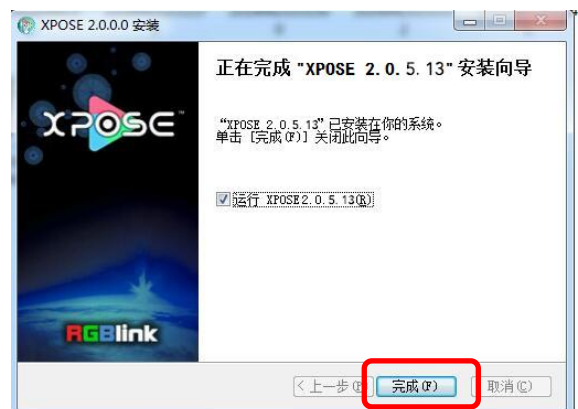 XPOSE 2.0.0.0 安装
正在完成 "XPOSE 2.0.5.13" 安装向导
“XPOSE 2.0.5.13” 已安装在你的系统。
单击 [完成(F)] 关闭此向导。
运行 XPOSE2.0.5.13(R)
XPOSE™
RGBlink
<上一步(P) 完成(F) 取消(C)